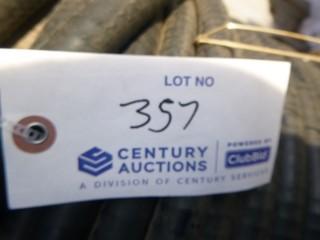 LOT NO
357
CENTURY
AUCTIONS
POWERED BY
ClubBid
A DIVISION OF CENTURY SERVICES